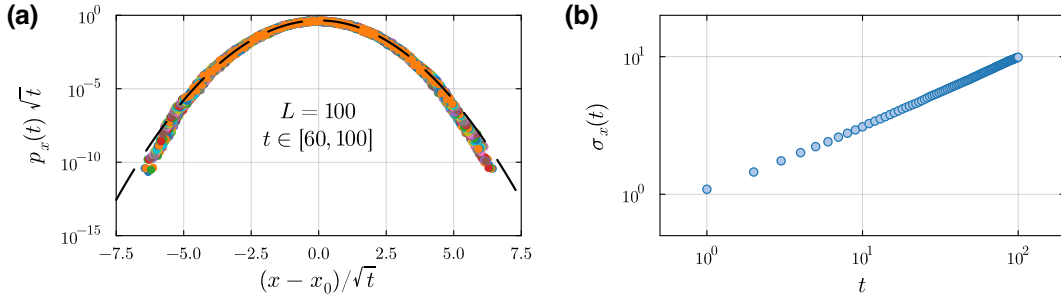 (a)
10^0
10^{-5}
10^{-10}
10^{-15}
p_x(t) √t
L = 100
t ∈ [60, 100]
−7.5 −5.0 −2.5 0.0 2.5 5.0 7.5
(x − x_0)/√t
(b)
10^1
10^0
σ_x(t)
10^0 10^1 10^2
t